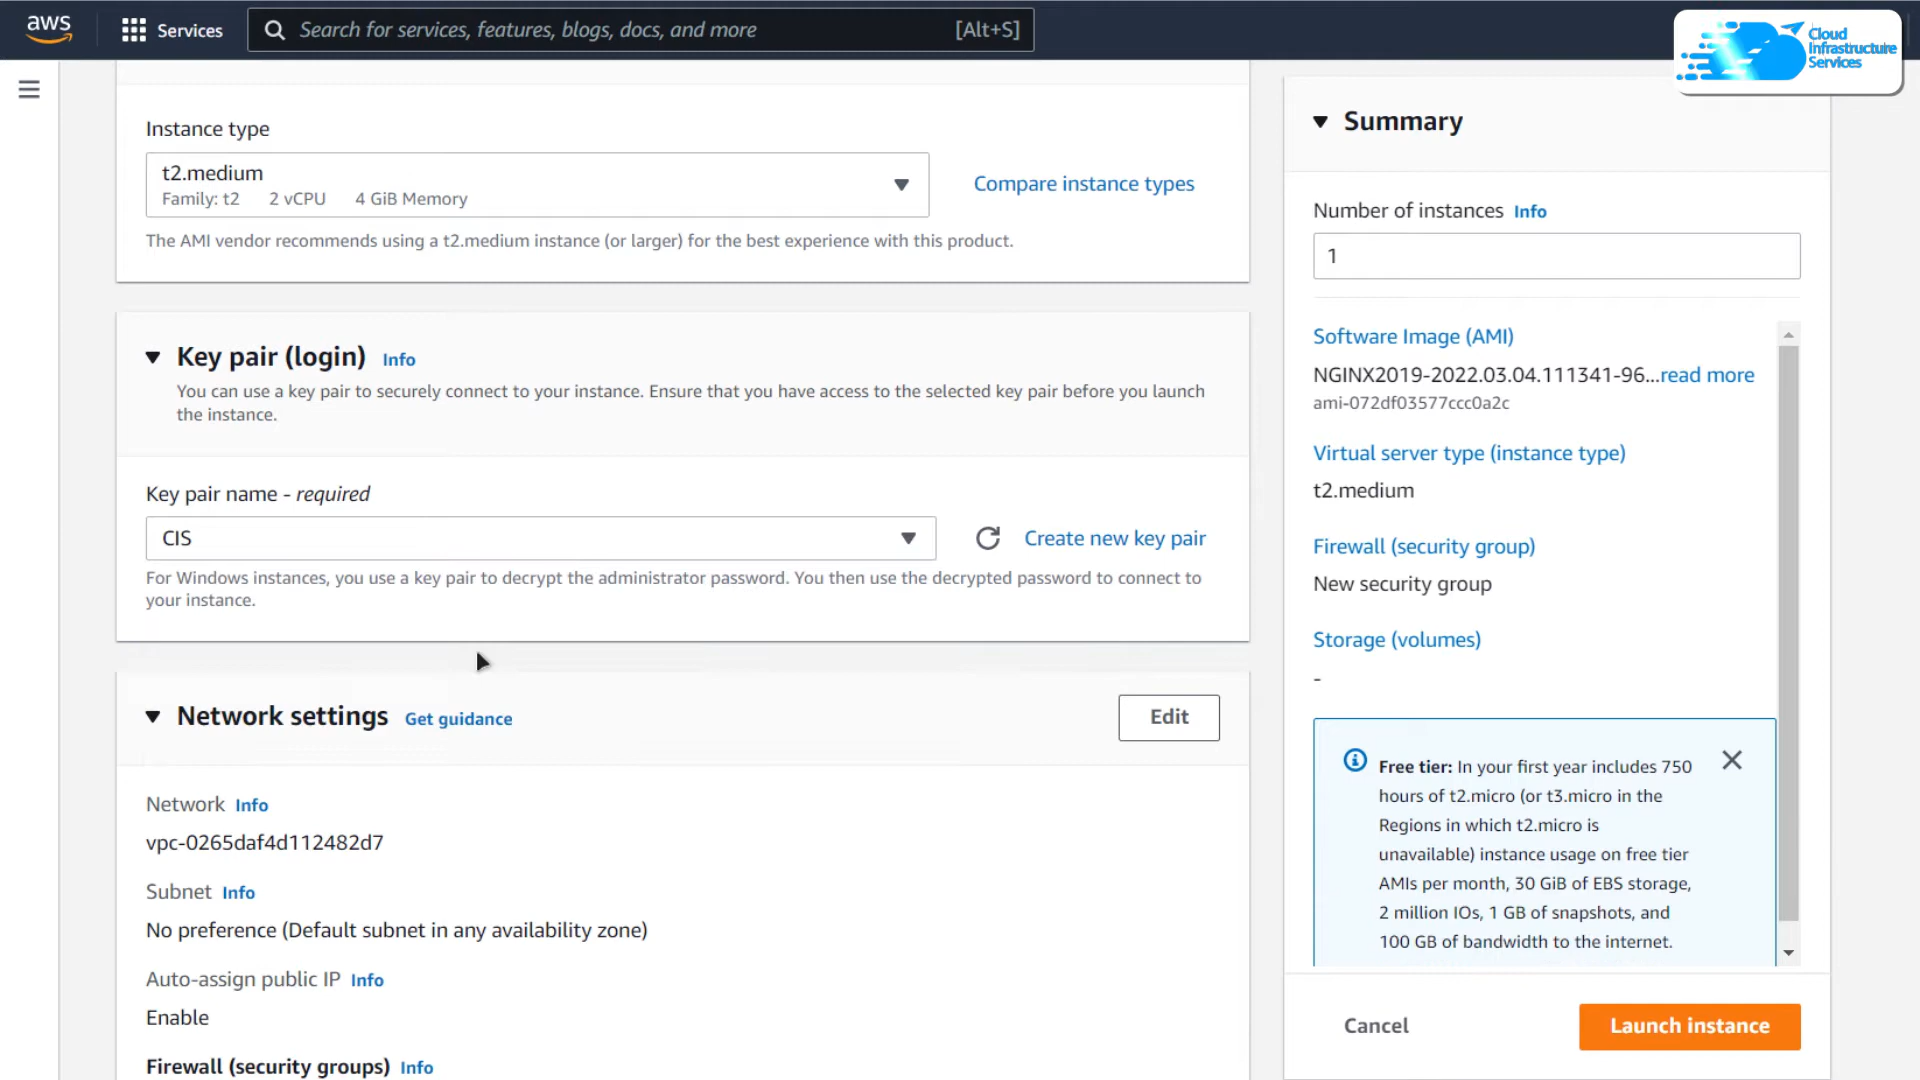 aws
Services
Search for services, features, blogs, docs, and more
[Alt+S]
Cloud
Infrastructure
Services
Instance type
t2.medium
Family: t2 2 vCPU 4 GiB Memory
Compare instance types
The AMI vendor recommends using a t2.medium instance (or larger) for the best experience with this product.
Key pair (login) Info
You can use a key pair to securely connect to your instance. Ensure that you have access to the selected key pair before you launch
the instance.
Key pair name - required
CIS
Create new key pair
For Windows instances, you use a key pair to decrypt the administrator password. You then use the decrypted password to connect to
your instance.
Network settings Get guidance
Edit
Network Info
vpc-0265daf4d112482d7
Subnet Info
No preference (Default subnet in any availability zone)
Auto-assign public IP Info
Enable
Firewall (security groups) Info
Summary
Number of instances Info
1
Software Image (AMI)
NGINX2019-2022.03.04.111341-96...read more
ami-072df03577ccc0a2c
Virtual server type (instance type)
t2.medium
Firewall (security group)
New security group
Storage (volumes)
-
Free tier: In your first year includes 750
hours of t2.micro (or t3.micro in the
Regions in which t2.micro is
unavailable) instance usage on free tier
AMIs per month, 30 GiB of EBS storage,
2 million IOs, 1 GB of snapshots, and
100 GB of bandwidth to the internet.
Cancel
Launch instance